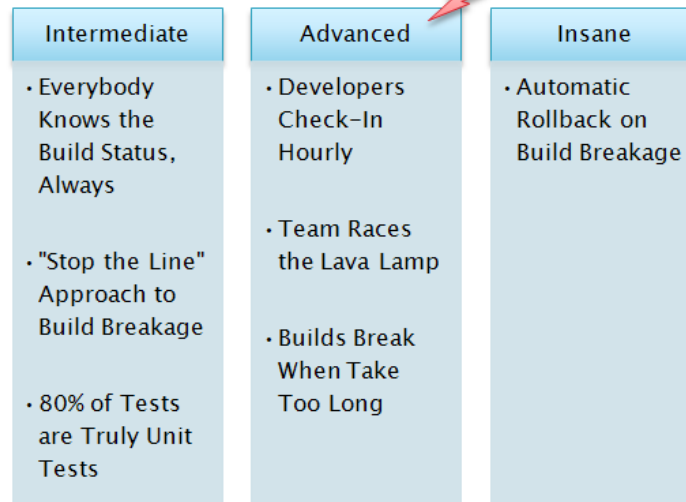 Intermediate
• Everybody
Knows the
Build Status,
Always
• "Stop the Line"
Approach to
Build Breakage
• 80% of Tests
are Truly Unit
Tests
Advanced
• Developers
Check-In
Hourly
• Team Races
the Lava Lamp
• Builds Break
When Take
Too Long
Insane
• Automatic
Rollback on
Build Breakage